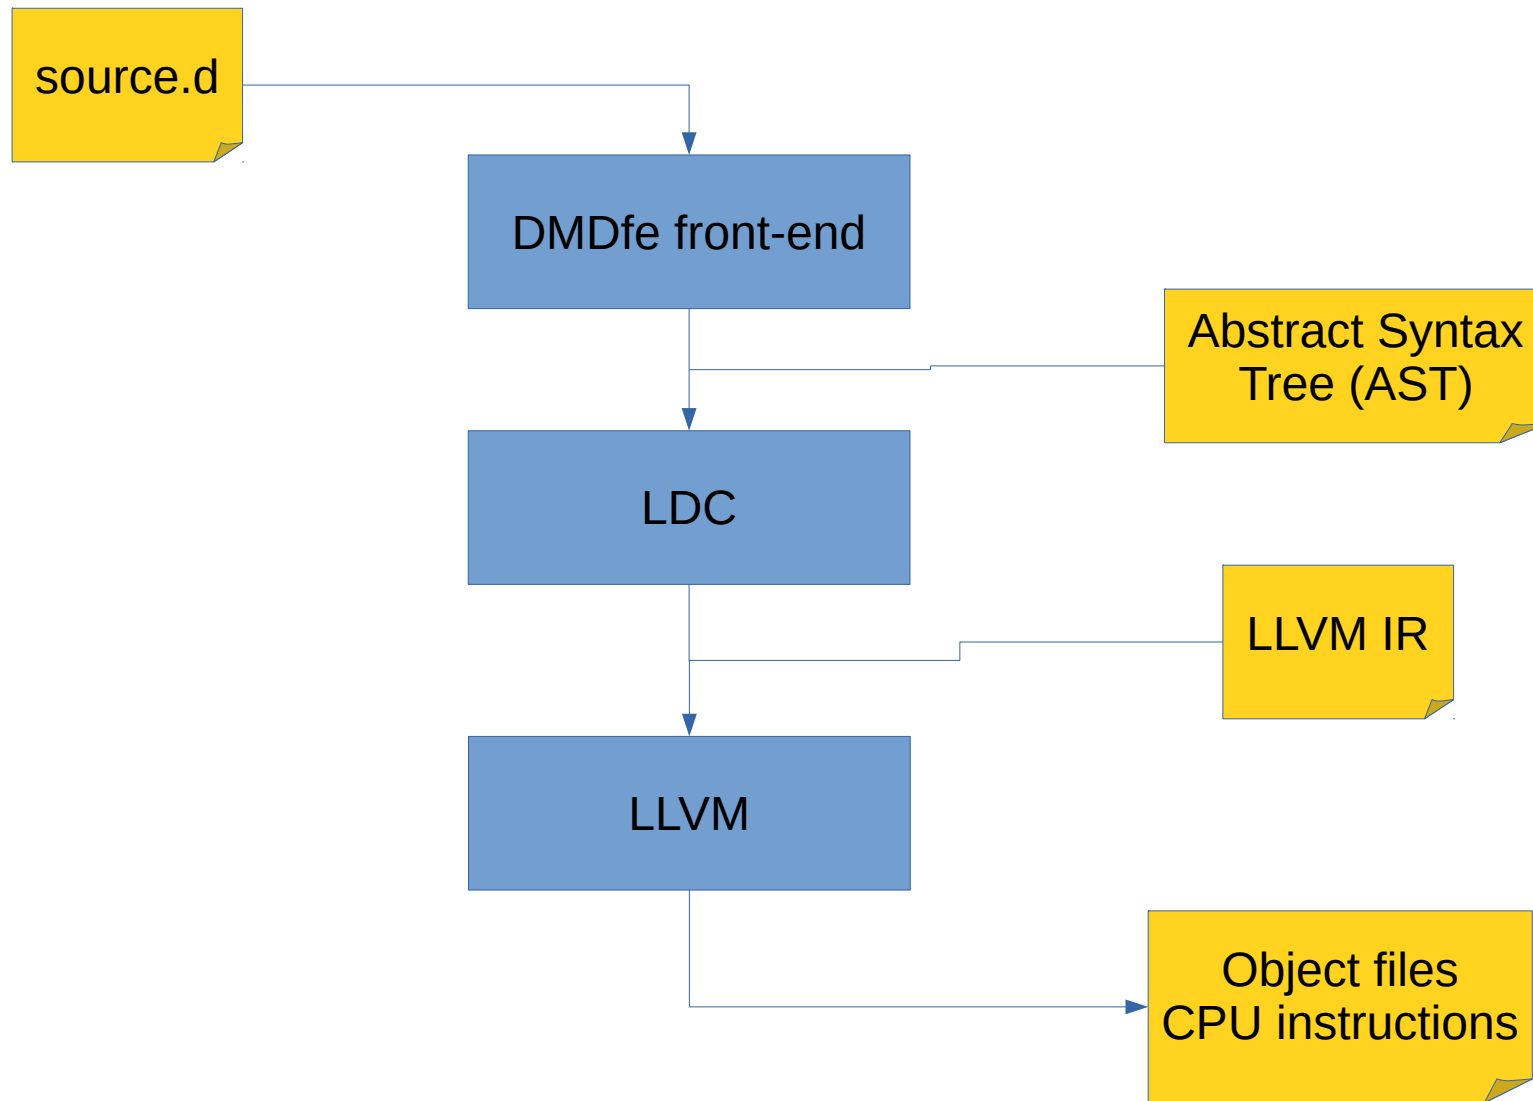 source.d
DMDfe front-end
Abstract Syntax
Tree (AST)
LDC
LLVM IR
LLVM
Object files
CPU instructions